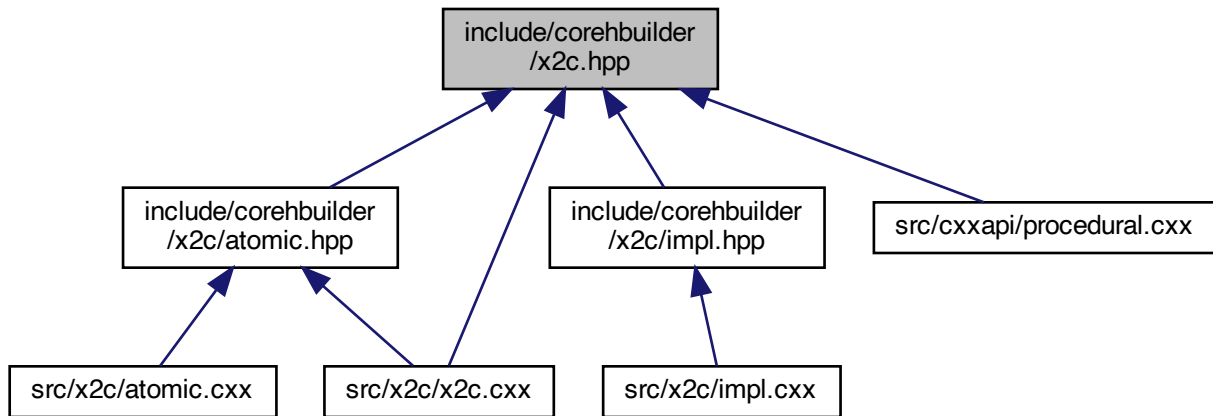 include/corehbuilder
/x2c.hpp
include/corehbuilder
/x2c/atomic.hpp
include/corehbuilder
/x2c/impl.hpp
src/cxxapi/procedural.cxx
src/x2c/atomic.cxx
src/x2c/x2c.cxx
src/x2c/impl.cxx